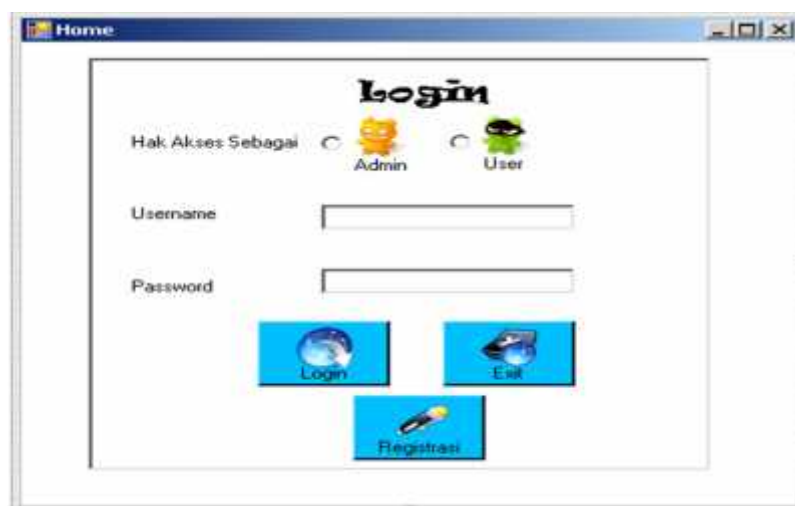 Home
Login
Hak Akses Sebagai
Admin
User
Username
Password
Login
Exit
Registrasi